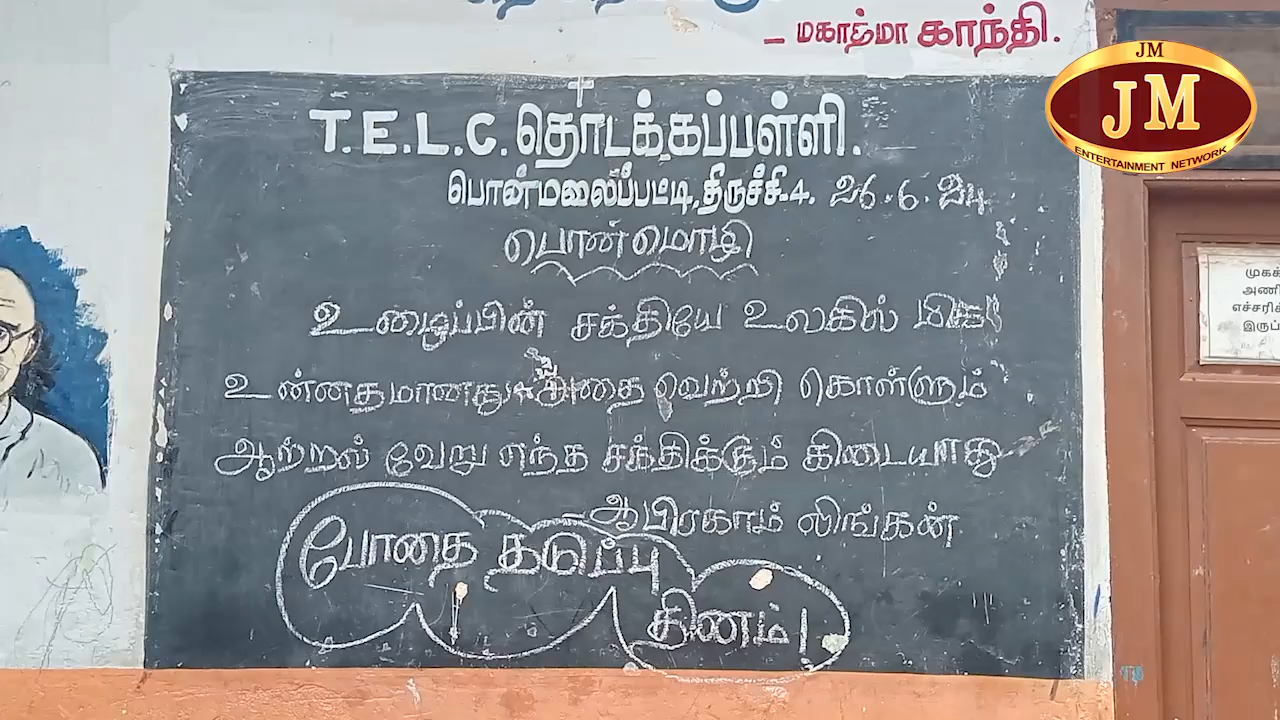 – மகாத்மா காந்தி.
JM
JM
ENTERTAINMENT NETWORK
T.E.L.C. தொடக்கப்பள்ளி.
பொன்மலைப்பட்டி, திருச்சி.4. 26.6.24
பொன்மொழி
உழைப்பின் சக்தியே உலகில் மிக
உன்னதமானது அதை வெற்றி கொள்ளும்
ஆற்றல் வேறு எந்த சக்திக்கும் கிடையாது
– ஆபிரகாம் லிங்கன்
போதை தடுப்பு
தினம்!